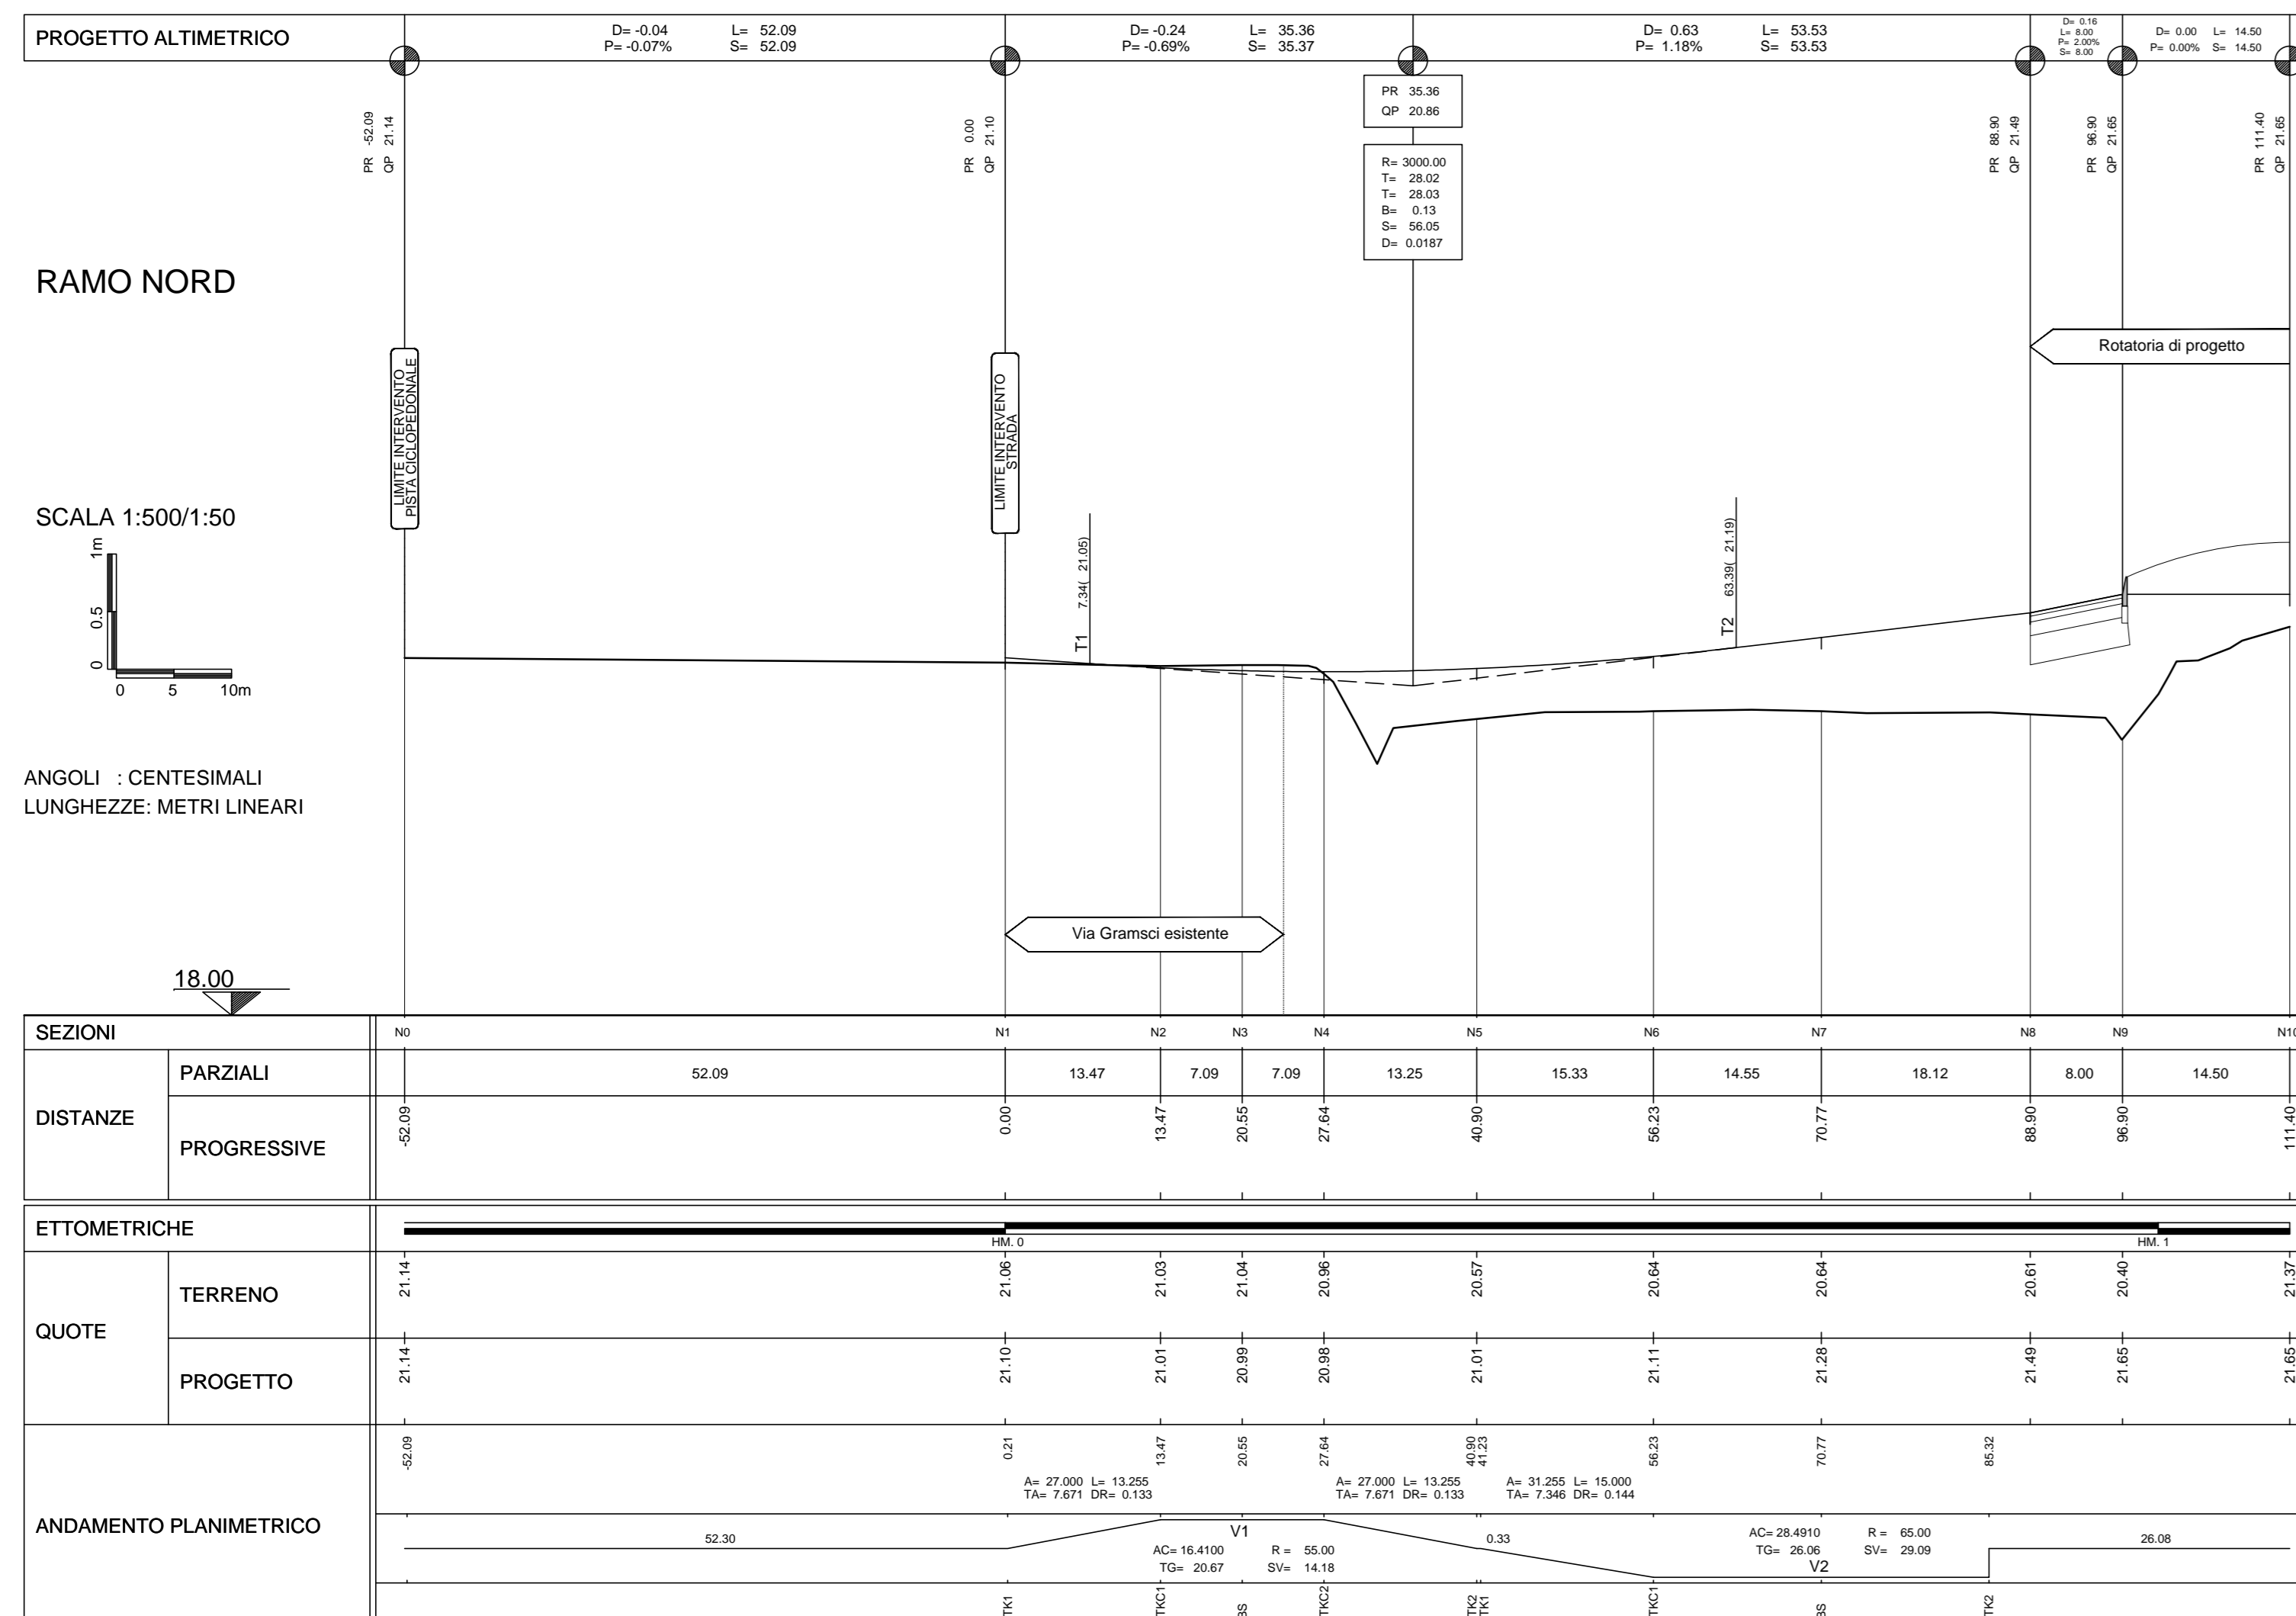 PROGETTO ALTIMETRICO
D= -0.04 L= 52.09
P= -0.07% S= 52.09
D= -0.24 L= 35.36
P= -0.69% S= 35.37
D= 0.63 L= 53.53
P= 1.18% S= 53.53
D= 0.16
L= 8.00
P= 2.00%
S= 8.00
D= 0.00 L= 14.50
P= 0.00% S= 14.50
PR -52.09
QP 21.14
PR 0.00
QP 21.10
PR 35.36
QP 20.86
R= 3000.00
T= 28.02
T= 28.03
B= 0.13
S= 56.05
D= 0.0187
PR 88.90
QP 21.49
PR 96.90
QP 21.65
PR 111.40
QP 21.65
RAMO NORD
LIMITE INTERVENTO
PISTA CICLOPEDONALE
LIMITE INTERVENTO
STRADA
Rotatoria di progetto
SCALA 1:500/1:50
1m
0.5
0
0 5 10m
T1 7.34( 21.05)
T2 63.39( 21.19)
ANGOLI : CENTESIMALI
LUNGHEZZE: METRI LINEARI
Via Gramsci esistente
18.00
SEZIONI
N0 N1 N2 N3 N4 N5 N6 N7 N8 N9 N10
DISTANZE
PARZIALI
52.09 13.47 7.09 7.09 13.25 15.33 14.55 18.12 8.00 14.50
PROGRESSIVE
-52.09 0.00 13.47 20.55 27.64 40.90 56.23 70.77 88.90 96.90 111.40
ETTOMETRICHE
HM. 0 HM. 1
QUOTE
TERRENO
21.14 21.06 21.03 21.04 20.96 20.57 20.64 20.64 20.61 20.40 21.37
PROGETTO
21.14 21.10 21.01 20.99 20.98 21.01 21.11 21.28 21.49 21.65 21.65
ANDAMENTO PLANIMETRICO
-52.09 0.21 13.47 20.55 27.64 40.90 41.23 56.23 70.77 85.32
A= 27.000 L= 13.255
TA= 7.671 DR= 0.133
A= 27.000 L= 13.255
TA= 7.671 DR= 0.133
A= 31.255 L= 15.000
TA= 7.346 DR= 0.144
52.30
V1
AC= 16.4100 R = 55.00
TG= 20.67 SV= 14.18
0.33
AC= 28.4910 R = 65.00
TG= 26.06 SV= 29.09
V2
26.08
TK1 TKC1 BS TKC2 TK2 TK1 TKC1 BS TK2